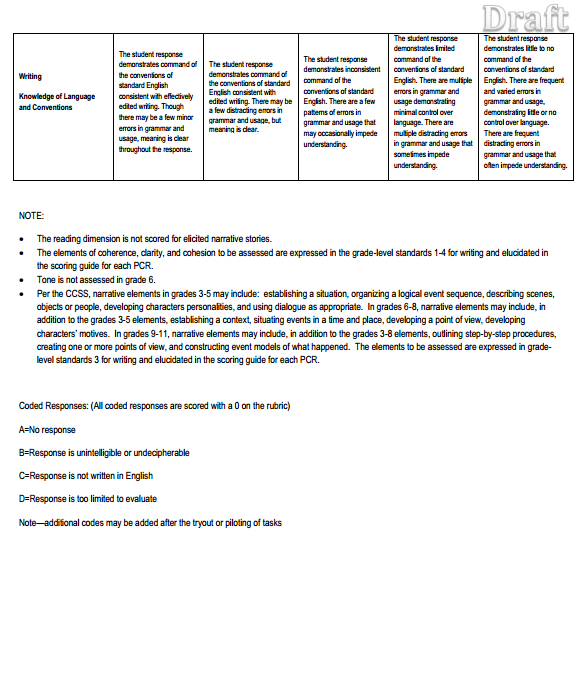 Draft
Writing
Knowledge of Language
and Conventions
The student response
demonstrates command of
the conventions of
standard English
consistent with effectively
edited writing. Though
there may be a few minor
errors in grammar and
usage, meaning is clear
throughout the response.
The student response
demonstrates command of
the conventions of standard
English consistent with
edited writing. There may be
a few distracting errors in
grammar and usage, but
meaning is clear.
The student response
demonstrates inconsistent
command of the
conventions of standard
English. There are a few
patterns of errors in
grammar and usage that
may occasionally impede
understanding.
The student response
demonstrates limited
command of the
conventions of standard
English. There are multiple
errors in grammar and
usage demonstrating
minimal control over
language. There are
multiple distracting errors
in grammar and usage that
sometimes impede
understanding.
The student response
demonstrates little to no
command of the
conventions of standard
English. There are frequent
and varied errors in
grammar and usage,
demonstrating little or no
control over language.
There are frequent
distracting errors in
grammar and usage that
often impede understanding.
NOTE:
• The reading dimension is not scored for elicited narrative stories.
• The elements of coherence, clarity, and cohesion to be assessed are expressed in the grade-level standards 1-4 for writing and elucidated in
the scoring guide for each PCR.
• Tone is not assessed in grade 6.
• Per the CCSS, narrative elements in grades 3-5 may include: establishing a situation, organizing a logical event sequence, describing scenes,
objects or people, developing characters personalities, and using dialogue as appropriate. In grades 6-8, narrative elements may include, in
addition to the grades 3-5 elements, establishing a context, situating events in a time and place, developing a point of view, developing
characters' motives. In grades 9-11, narrative elements may include, in addition to the grades 3-8 elements, outlining step-by-step procedures,
creating one or more points of view, and constructing event models of what happened. The elements to be assessed are expressed in grade-
level standards 3 for writing and elucidated in the scoring guide for each PCR.
Coded Responses: (All coded responses are scored with a 0 on the rubric)
A=No response
B=Response is unintelligible or undecipherable
C=Response is not written in English
D=Response is too limited to evaluate
Note—additional codes may be added after the tryout or piloting of tasks